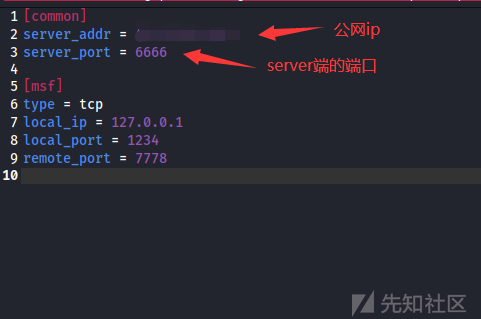 1 [common]
2 server_addr = 公网ip
3 server_port = 6666 server端的端口
4
5 [msf]
6 type = tcp
7 local_ip = 127.0.0.1
8 local_port = 1234
9 remote_port = 7778
10
先知社区